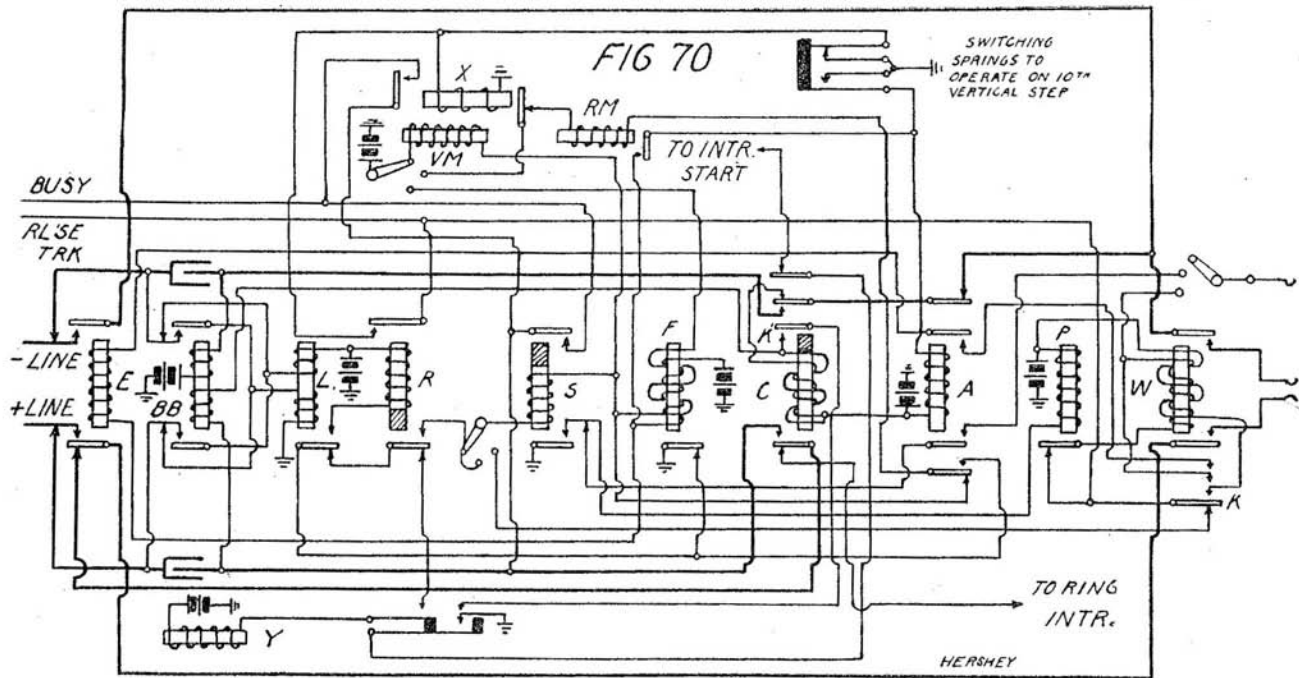 FIG 70
SWITCHING
SPRINGS TO
OPERATE ON 10TH
VERTICAL STEP
X
RM
VM
TO INTR.
START
BUSY
RL'SE
TRK
-LINE
+LINE
E
BB
L.
R
S
F
K
C
A
P
W
K
Y
TO RING
INTR.
HERSHEY